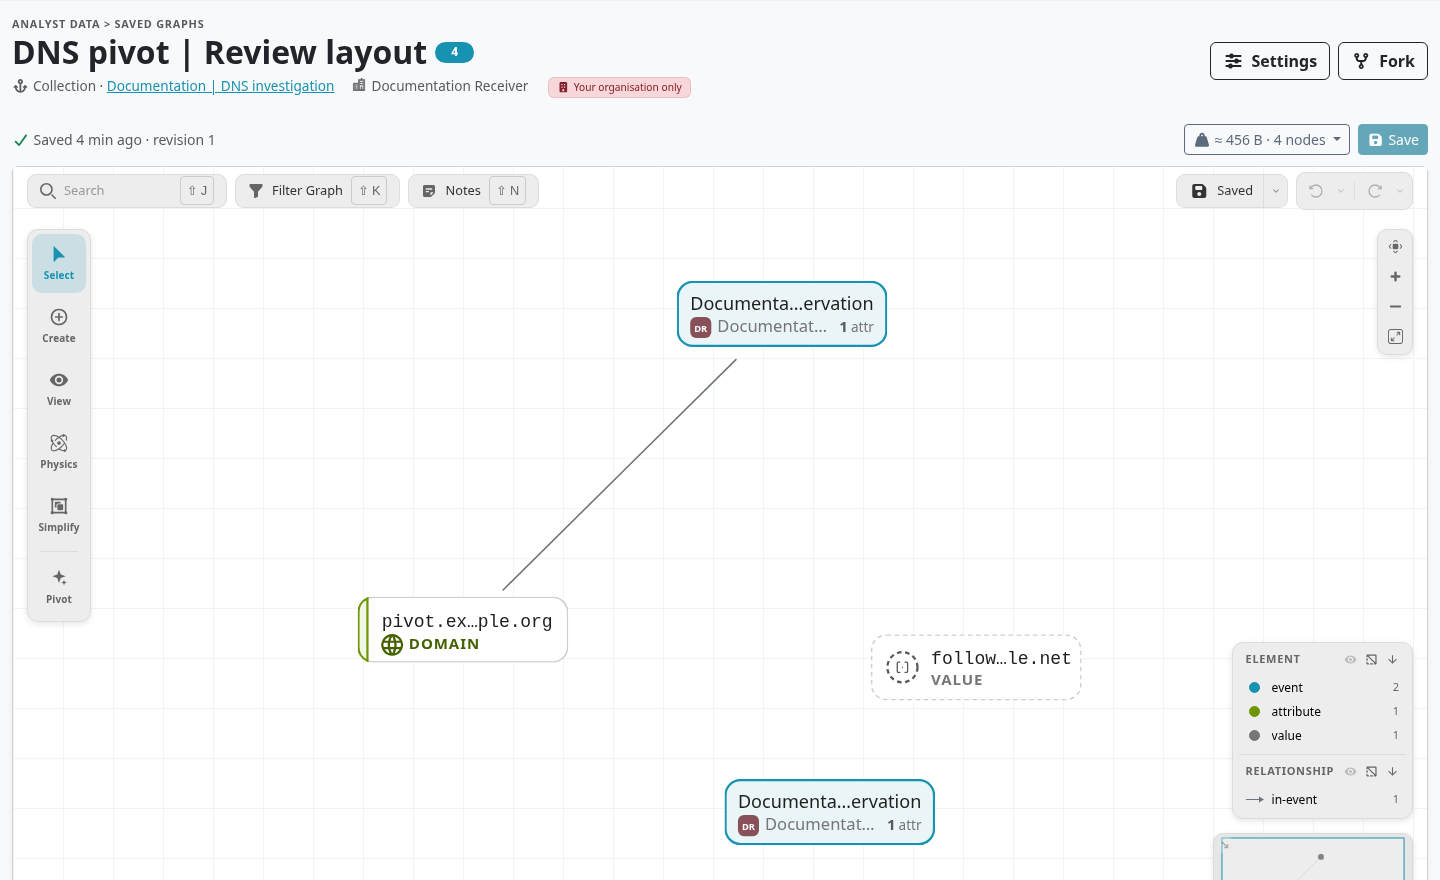 ANALYST DATA > SAVED GRAPHS
DNS pivot | Review layout 4
Settings
Fork
Collection · Documentation | DNS investigation
Documentation Receiver
Your organisation only
Saved 4 min ago · revision 1
≈ 456 B · 4 nodes
Save
Search ⇧ J
Filter Graph ⇧ K
Notes ⇧ N
Saved
Select
Create
View
Physics
Simplify
Pivot
Documenta...ervation
DR Documentat... 1 attr
pivot.ex…ple.org
DOMAIN
follow…le.net
VALUE
Documenta...ervation
DR Documentat... 1 attr
ELEMENT
event 2
attribute 1
value 1
RELATIONSHIP
in-event 1